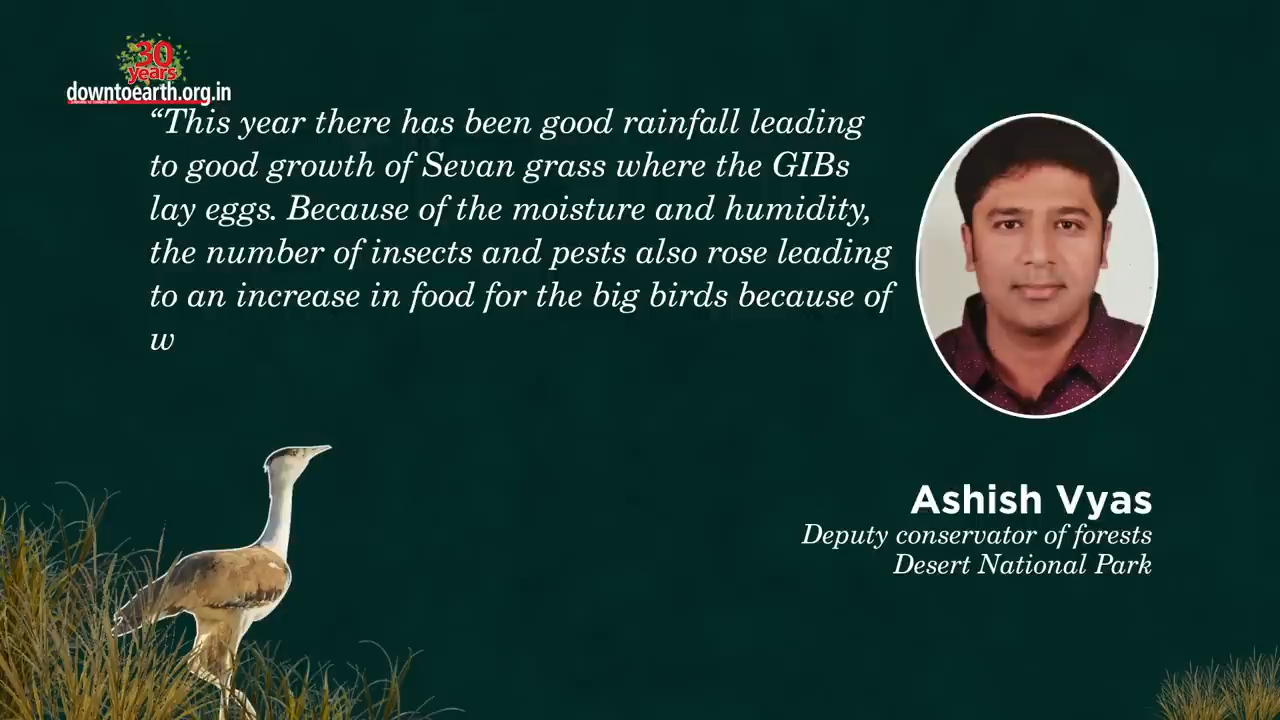 30
years
downtoearth.org.in
“This year there has been good rainfall leading
to good growth of Sevan grass where the GIBs
lay eggs. Because of the moisture and humidity,
the number of insects and pests also rose leading
to an increase in food for the big birds because of
w
Ashish Vyas
Deputy conservator of forests
Desert National Park